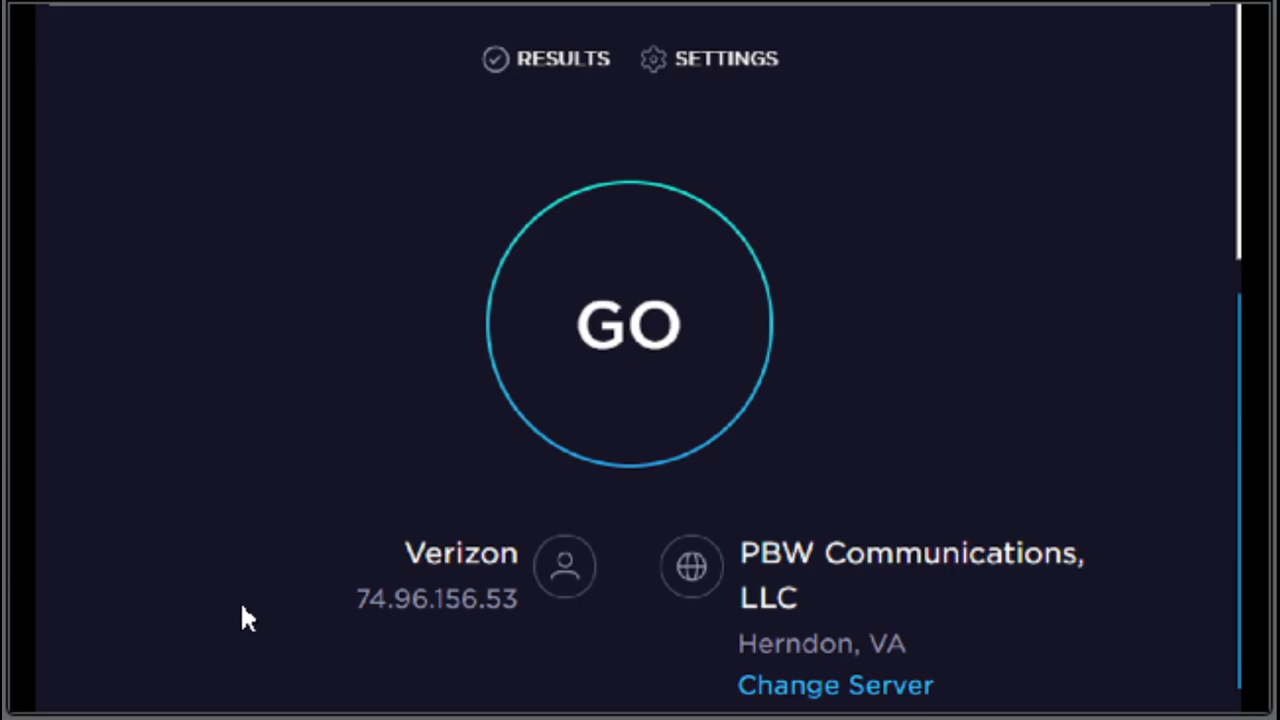 RESULTS SETTINGS
GO
Verizon
74.96.156.53
PBW Communications,
LLC
Herndon, VA
Change Server